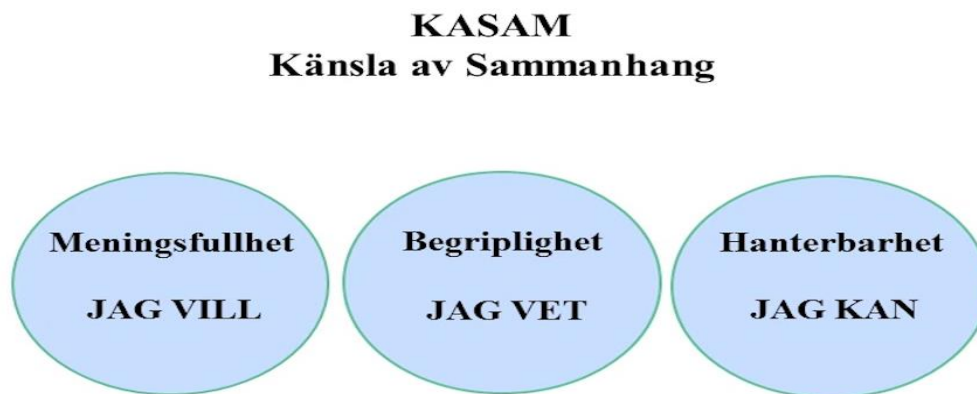 KASAM
Känsla av Sammanhang
Meningsfullhet
JAG VILL
Begriplighet
JAG VET
Hanterbarhet
JAG KAN